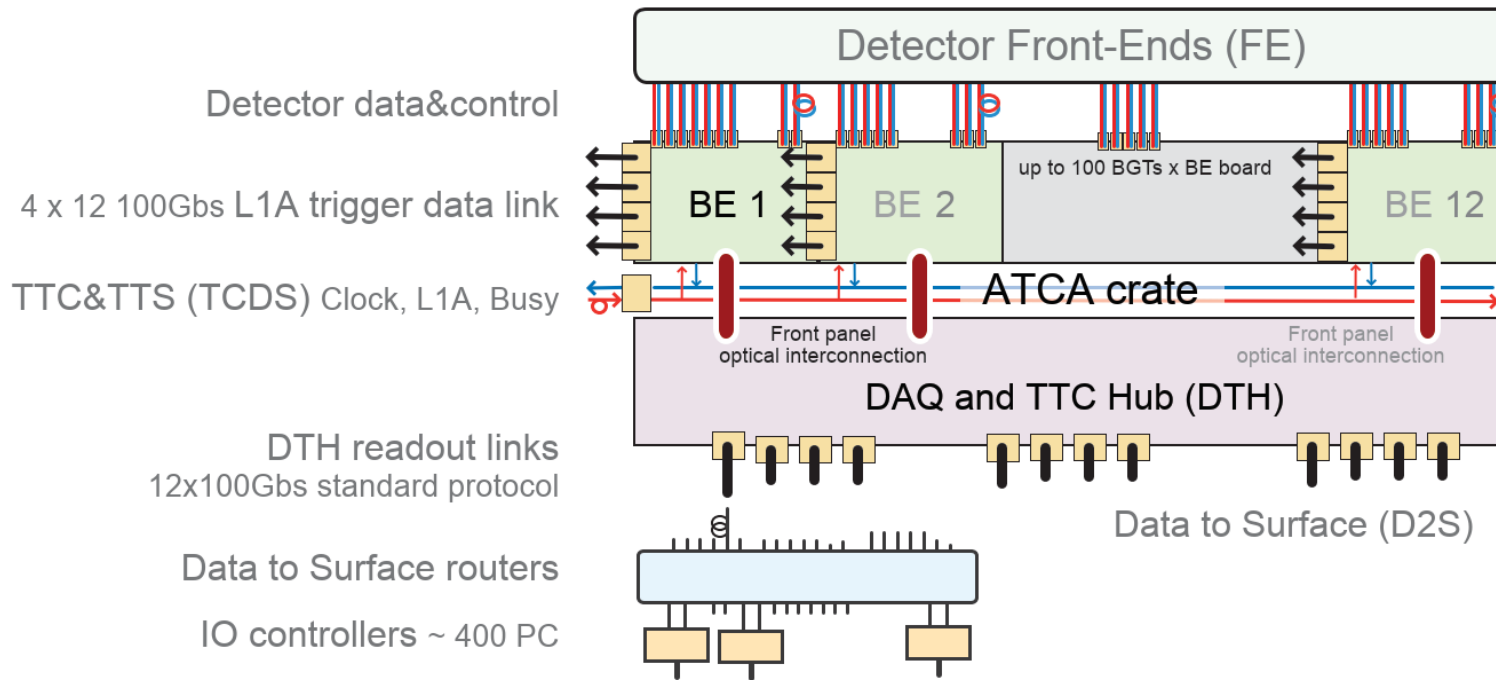 Detector Front-Ends (FE)
Detector data&control
up to 100 BGTs x BE board
4 x 12 100Gbs L1A trigger data link
BE 1
BE 2
BE 12
TTC&TTS (TCDS) Clock, L1A, Busy
ATCA crate
Front panel
optical interconnection
Front panel
optical interconnection
DAQ and TTC Hub (DTH)
DTH readout links
12x100Gbs standard protocol
Data to Surface (D2S)
Data to Surface routers
IO controllers ~ 400 PC